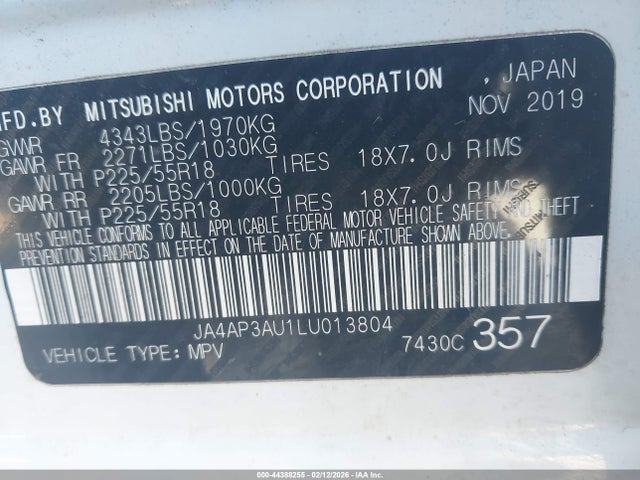 MFD.BY MITSUBISHI MOTORS CORPORATION , JAPAN
NOV 2019
GVWR 4343LBS/1970KG
GAWR FR 2271LBS/1030KG
WITH P225/55R18 TIRES 18X7.0J RIMS
GAWR RR 2205LBS/1000KG
WITH P225/55R18 TIRES 18X7.0J RIMS
THIS VEHICLE CONFORMS TO ALL APPLICABLE FEDERAL MOTOR VEHICLE SAFETY AND THEFT
PREVENTION STANDARDS IN EFFECT ON THE DATE OF MANUFACTURE SHOWN ABOVE.
JA4AP3AU1LU013804
VEHICLE TYPE: MPV 7430C 357
000-44388255 - 02/12/2026 - IAAI.COM